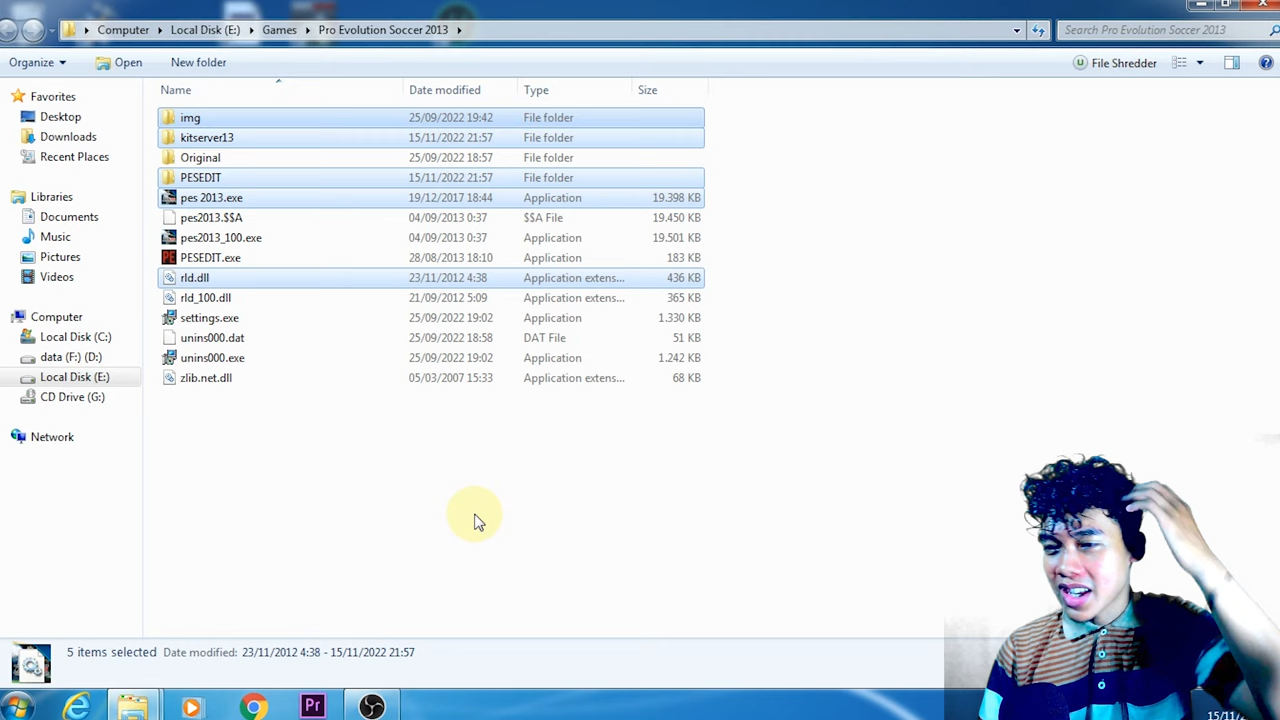 Computer Local Disk (E:) Games Pro Evolution Soccer 2013 Search Pro Evolution Soccer 2013
Organize Open New folder File Shredder
Name Date modified Type Size
Favorites
Desktop
Downloads
Recent Places
Libraries
Documents
Music
Pictures
Videos
Computer
Local Disk (C:)
data (F:) (D:)
Local Disk (E:)
CD Drive (G:)
Network
img 25/09/2022 19:42 File folder
kitserver13 15/11/2022 21:57 File folder
Original 25/09/2022 18:57 File folder
PESEDIT 15/11/2022 21:57 File folder
pes 2013.exe 19/12/2017 18:44 Application 19.398 KB
pes2013.$$A 04/09/2013 0:37 $$A File 19.450 KB
pes2013_100.exe 04/09/2013 0:37 Application 19.501 KB
PESEDIT.exe 28/08/2013 18:10 Application 183 KB
rld.dll 23/11/2012 4:38 Application extens... 436 KB
rld_100.dll 21/09/2012 5:09 Application extens... 365 KB
settings.exe 25/09/2022 19:02 Application 1.330 KB
unins000.dat 25/09/2022 18:58 DAT File 51 KB
unins000.exe 25/09/2022 19:02 Application 1.242 KB
zlib.net.dll 05/03/2007 15:33 Application extens... 68 KB
5 items selected Date modified: 23/11/2012 4:38 - 15/11/2022 21:57
Pr